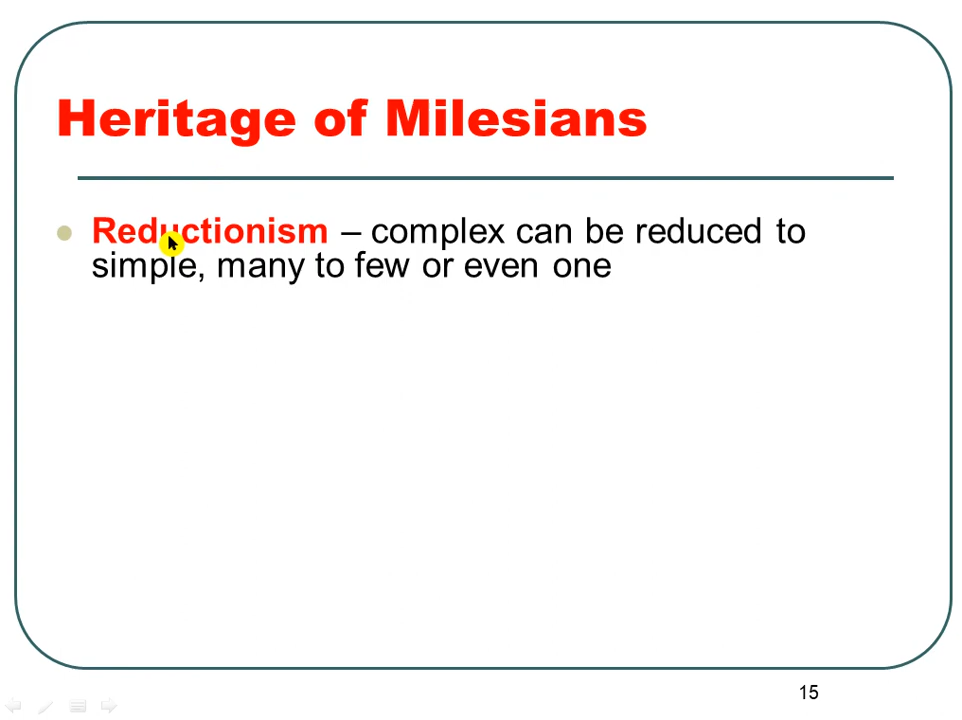 Heritage of Milesians
Reductionism – complex can be reduced to
simple, many to few or even one
15